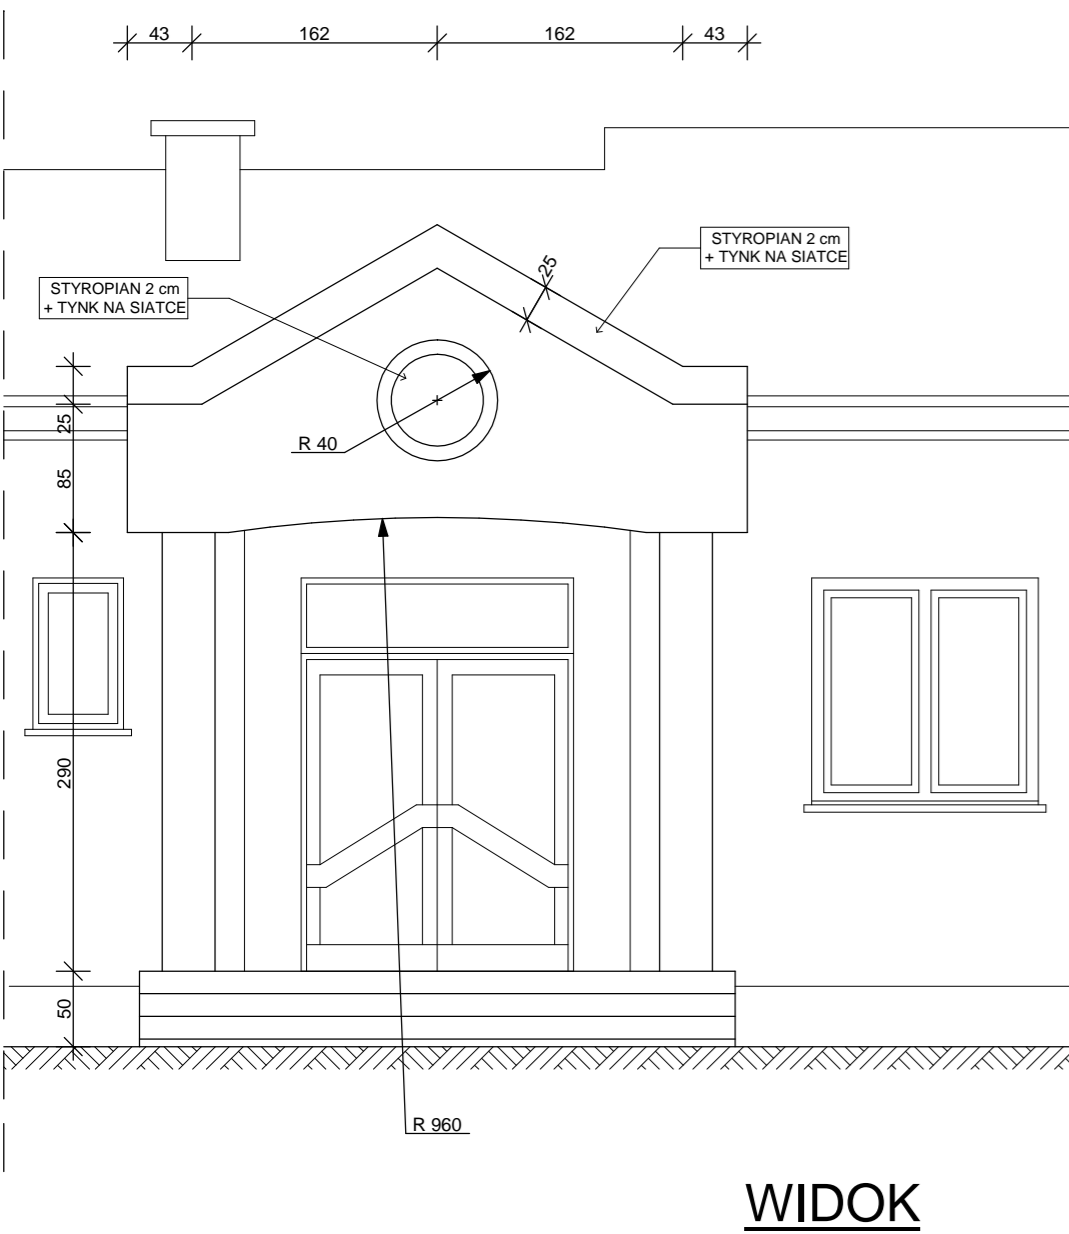 43
162
162
43
STYROPIAN 2 cm
+ TYNK NA SIATCE
25
STYROPIAN 2 cm
+ TYNK NA SIATCE
25
R 40
85
290
50
R 960
WIDOK